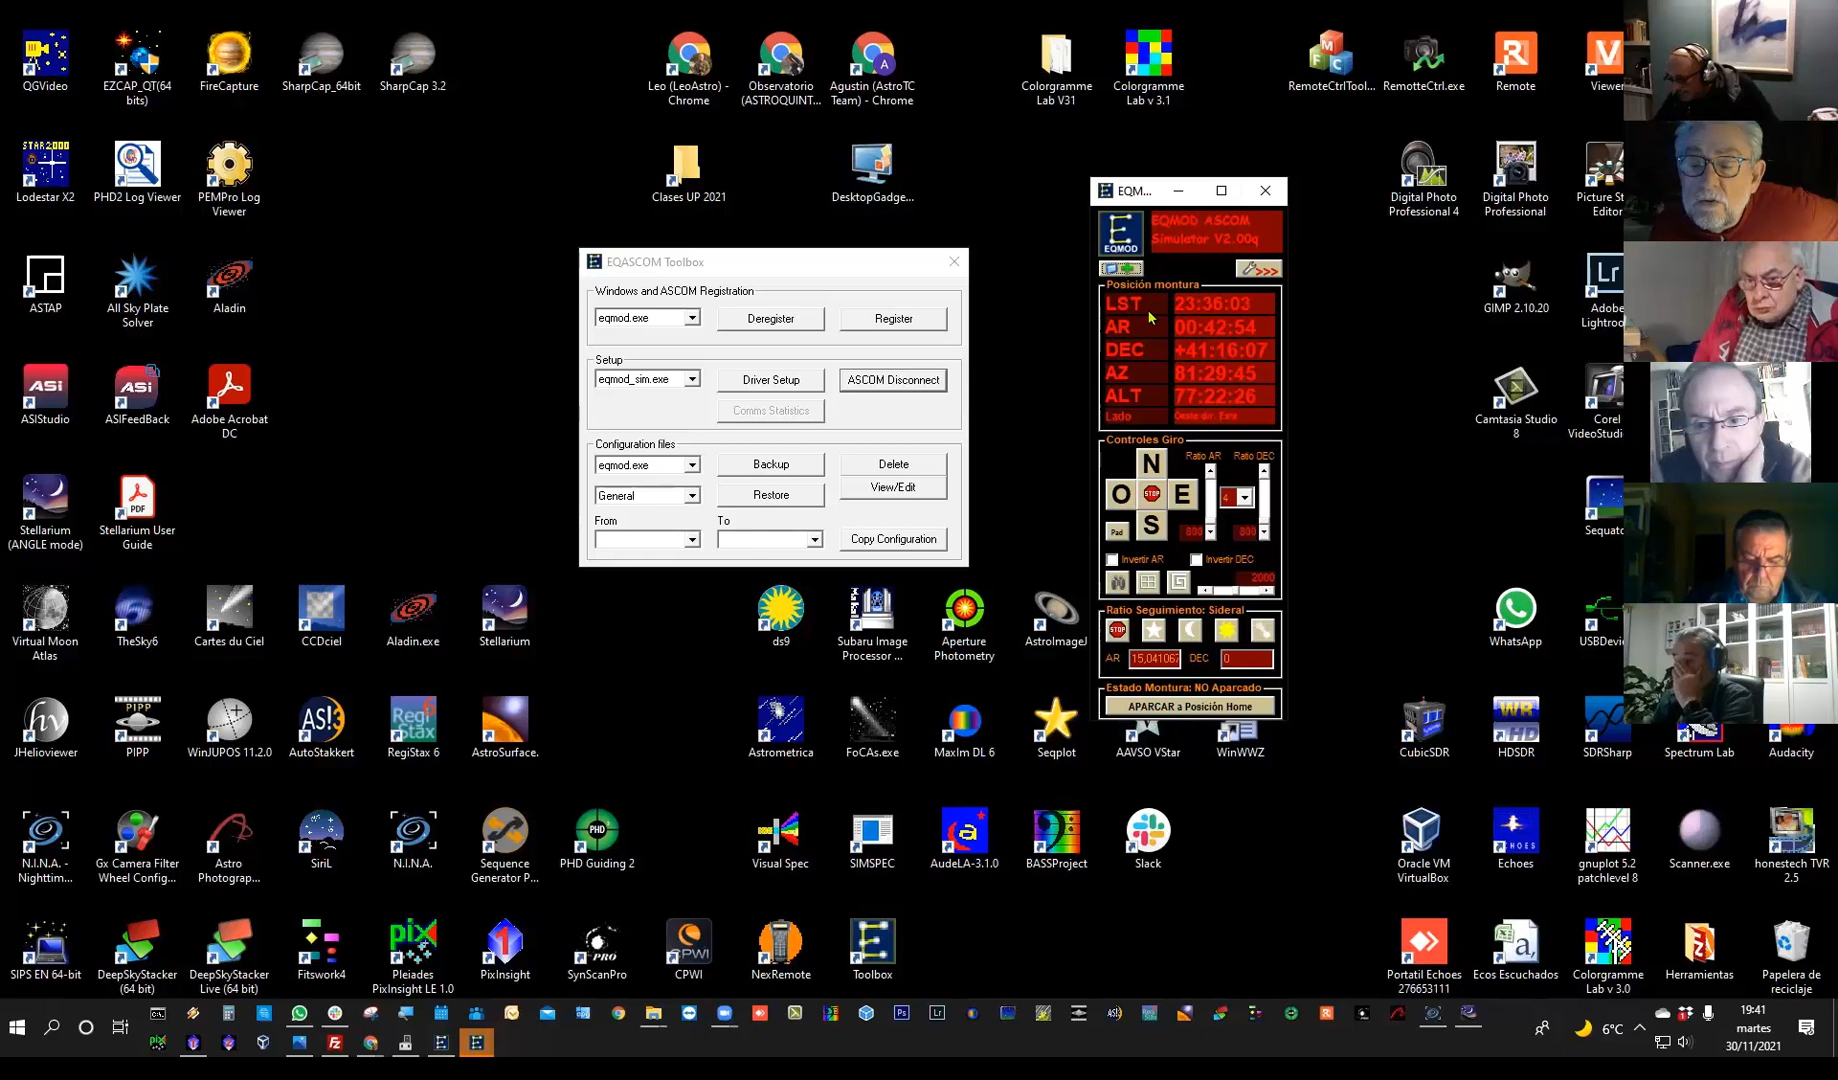 QGVideo
EZCAP_QT(64
bits)
FireCapture
SharpCap_64bit
SharpCap 3.2
Leo (LeoAstro) -
Chrome
Observatorio
(ASTROQUINT...
Agustin (AstroTC
Team) - Chrome
Colorgramme
Lab V31
Colorgramme
Lab v 3.1
RemoteCtrlTool...
RemotteCtrl.exe
Remote
Viewer
STAR2000
Lodestar X2
PHD2 Log Viewer
PEMPro Log
Viewer
Clases UP 2021
DesktopGadge...
Digital Photo
Professional 4
Digital Photo
Professional
Picture St
Editor
ASTAP
All Sky Plate
Solver
Aladin
GIMP 2.10.20
Adobe
Lightroo
ASIStudio
ASIFeedBack
Adobe Acrobat
DC
Camtasia Studio
8
Corel
VideoStudi
Stellarium
(ANGLE mode)
Stellarium User
Guide
Sequato
EQASCOM Toolbox
Windows and ASCOM Registration
eqmod.exe
Deregister
Register
Setup
eqmod_sim.exe
Driver Setup
ASCOM Disconnect
Comms Statistics
Configuration files
eqmod.exe
Backup
Delete
View/Edit
General
Restore
From
To
Copy Configuration
EQM...
EQMOD
EQMOD ASCOM
Simulator V2.00q
>>>
Posición montura
LST 23:36:03
AR 00:42:54
DEC +41:16:07
AZ 81:29:45
ALT 77:22:26
Lado Oeste dir. Este
Controles Giro
N
Ratio AR
Ratio DEC
O
STOP
E
4
S
Pad
800
800
Invertir AR
Invertir DEC
2000
Ratio Seguimiento: Sideral
STOP
AR 15,041067 DEC 0
Estado Montura: NO Aparcado
APARCAR a Posición Home
Virtual Moon
Atlas
TheSky6
Cartes du Ciel
CCDciel
Aladin.exe
Stellarium
ds9
Subaru Image
Processor ...
Aperture
Photometry
AstroImageJ
WhatsApp
USBDevi
JHelioviewer
PIPP
WinJUPOS 11.2.0
AutoStakkert
RegiStax 6
AstroSurface.
Astrometrica
FoCAs.exe
MaxIm DL 6
Seqplot
AAVSO VStar
WinWWZ
CubicSDR
HDSDR
SDRSharp
Spectrum Lab
Audacity
N.I.N.A. -
Nighttim...
Gx Camera Filter
Wheel Config...
Astro
Photograp...
SiriL
N.I.N.A.
Sequence
Generator P...
PHD Guiding 2
Visual Spec
SIMSPEC
AudeLA-3.1.0
BASSProject
Slack
Oracle VM
VirtualBox
Echoes
gnuplot 5.2
patchlevel 8
Scanner.exe
honestech TVR
2.5
SIPS EN 64-bit
DeepSkyStacker
(64 bit)
DeepSkyStacker
Live (64 bit)
Fitswork4
Pleiades
PixInsight LE 1.0
PixInsight
SynScanPro
CPWI
NexRemote
Toolbox
Portatil Echoes
276653111
Ecos Escuchados
Colorgramme
Lab v 3.0
Herramientas
Papelera de
reciclaje
6°C
19:41
martes
30/11/2021